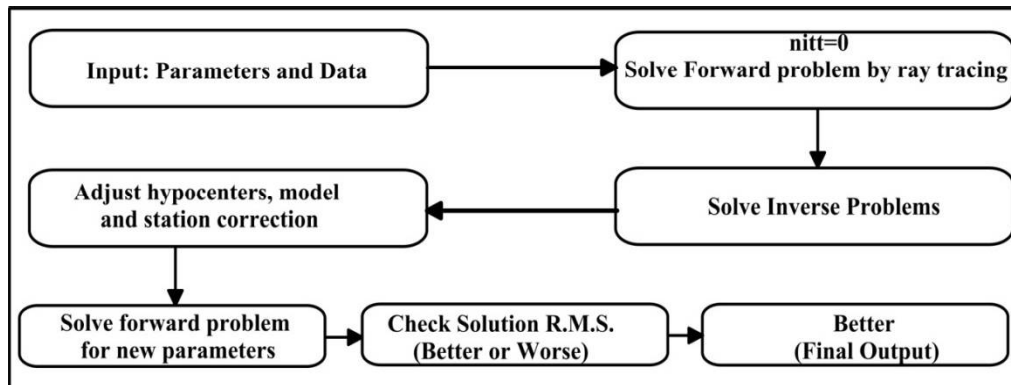 Input: Parameters and Data
nitt=0
Solve Forward problem by ray tracing
Solve Inverse Problems
Adjust hypocenters, model
and station correction
Solve forward problem
for new parameters
Check Solution R.M.S.
(Better or Worse)
Better
(Final Output)